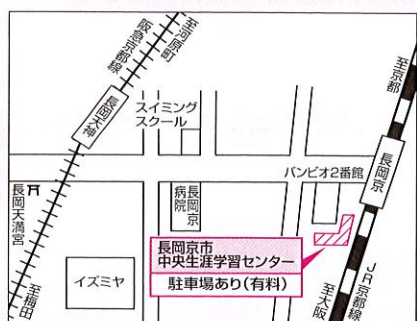 至河原町
阪急京都線
長岡天神
スイミング
スクール
至京都
長岡京
バンビオ2番館
長岡天満宮
長岡京
病院
長岡京市
中央生涯学習センター
駐車場あり(有料)
イズミヤ
至梅田
至大阪
JR京都線